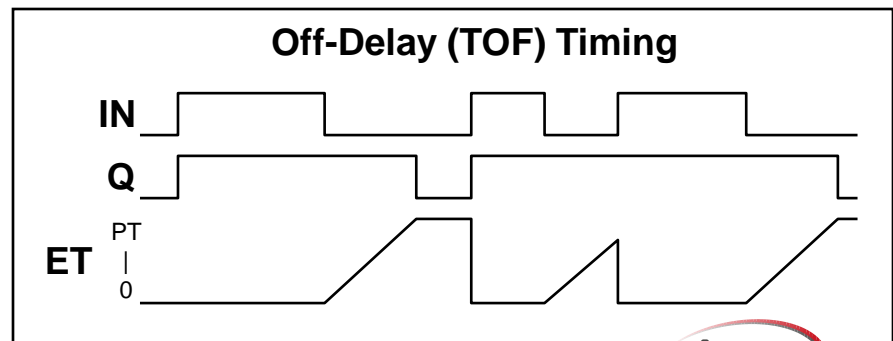 Off-Delay (TOF) Timing
IN
Q
PT
ET |
0